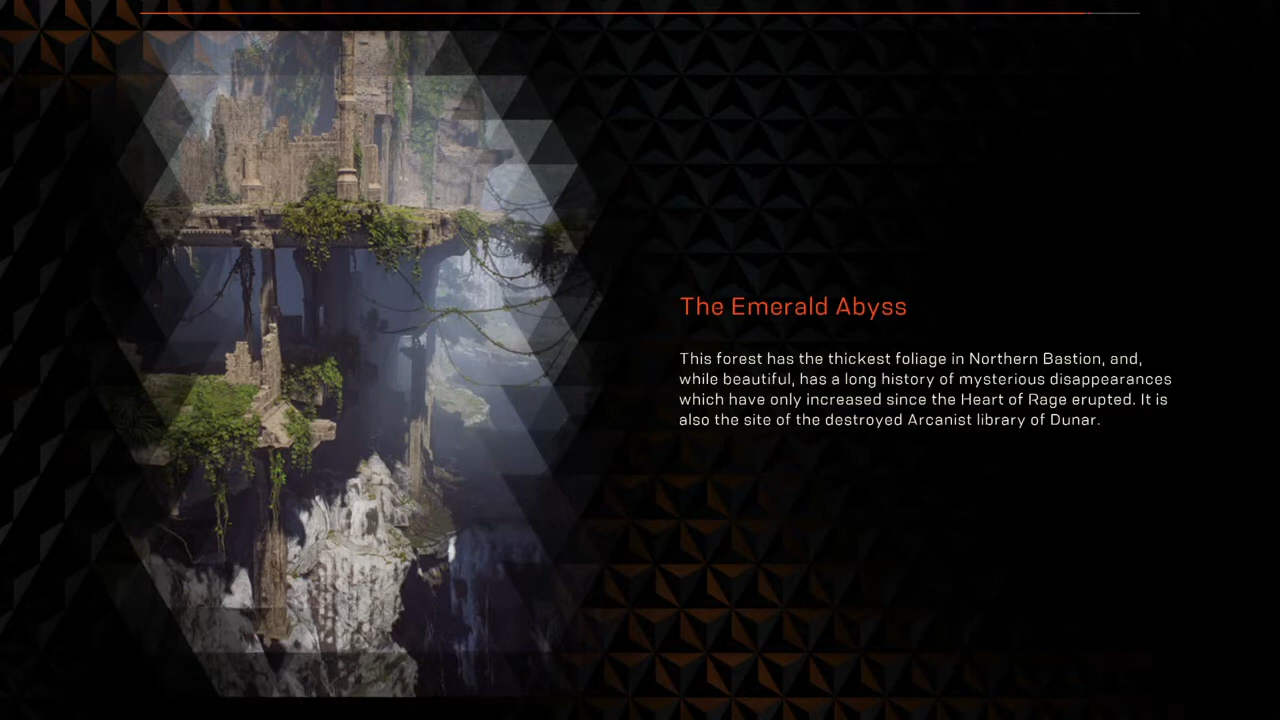 The Emerald Abyss
This forest has the thickest foliage in Northern Bastion, and,
while beautiful, has a long history of mysterious disappearances
which have only increased since the Heart of Rage erupted. It is
also the site of the destroyed Arcanist library of Dunar.